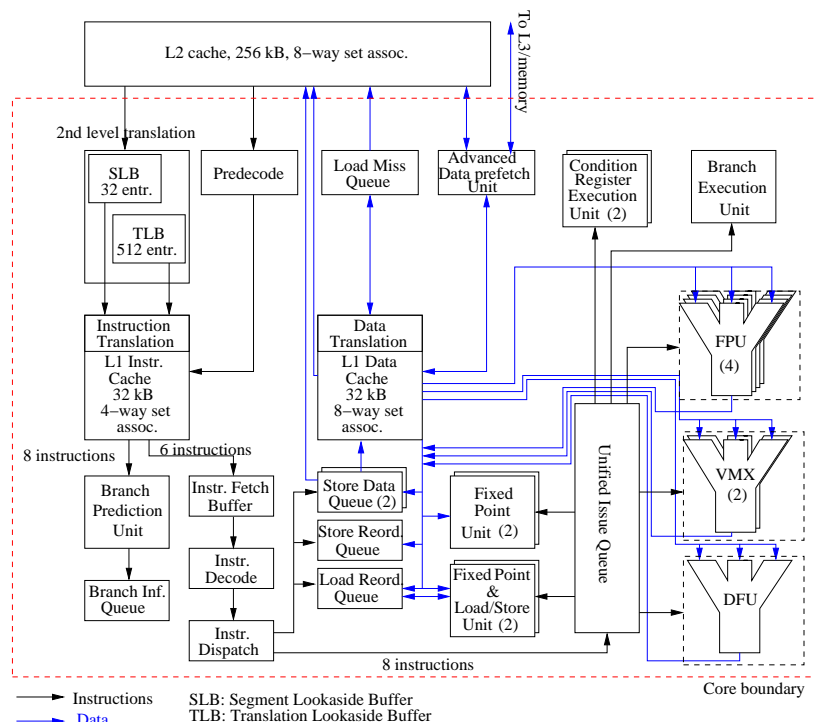 L2 cache, 256 kB, 8-way set assoc.
To L3/memory
2nd level translation
SLB
32 entr.
TLB
512 entr.
Predecode
Load Miss
Queue
Advanced
Data prefetch
Unit
Condition
Register
Execution
Unit (2)
Branch
Execution
Unit
Instruction
Translation
L1 Instr.
Cache
32 kB
4-way set
assoc.
Data
Translation
L1 Data
Cache
32 kB
8-way set
assoc.
FPU
(4)
VMX
(2)
DFU
8 instructions
6 instructions
Branch
Prediction
Unit
Branch Inf.
Queue
Instr. Fetch
Buffer
Instr.
Decode
Instr.
Dispatch
Store Data
Queue (2)
Store Reord.
Queue
Load Reord.
Queue
Fixed
Point
Unit (2)
Fixed Point
&
Load/Store
Unit (2)
Unified Issue Queue
8 instructions
Core boundary
Instructions
Data
SLB: Segment Lookaside Buffer
TLB: Translation Lookaside Buffer